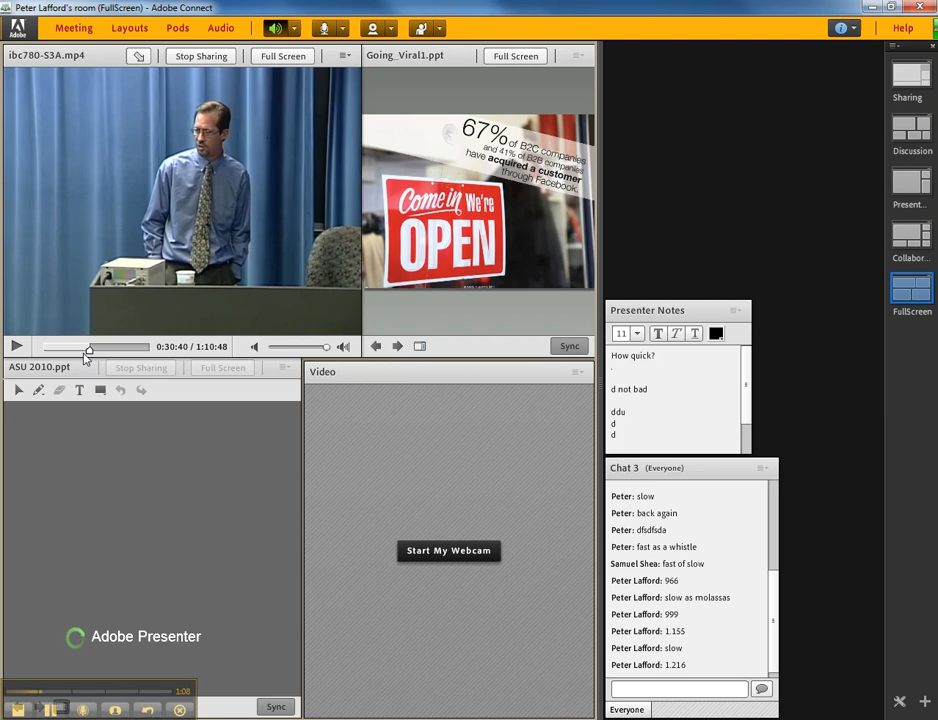 Peter Lafford's room (FullScreen) - Adobe Connect
Adobe
Meeting
Layouts
Pods
Audio
Help
ibc780-S3A.mp4
Stop Sharing
Full Screen
Going_Viral1.ppt
Full Screen
67% of B2C companies
and 41% of B2B companies
have acquired a customer
through Facebook.
Come in We're
OPEN
0:30:40 / 1:10:48
Sync
ASU 2010.ppt
Stop Sharing
Full Screen
Video
Start My Webcam
Adobe Presenter
1:08
Sync
Presenter Notes
11
T
T
T
How quick?
.
d not bad
ddu
d
d
Chat 3 (Everyone)
Peter: slow
Peter: back again
Peter: dfsdfsda
Peter: fast as a whistle
Samuel Shea: fast of slow
Peter Lafford: 966
Peter Lafford: slow as molassas
Peter Lafford: 999
Peter Lafford: 1.155
Peter Lafford: slow
Peter Lafford: 1.216
Everyone
Sharing
Discussion
Present...
Collabor...
FullScreen